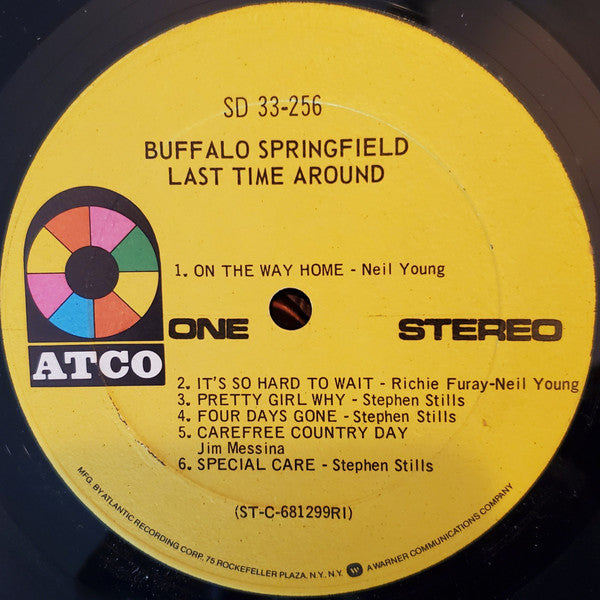 SD 33-256
BUFFALO SPRINGFIELD
LAST TIME AROUND
1. ON THE WAY HOME - Neil Young
ONE
STEREO
ATCO
2. IT'S SO HARD TO WAIT - Richie Furay-Neil Young
3. PRETTY GIRL WHY - Stephen Stills
4. FOUR DAYS GONE - Stephen Stills
5. CAREFREE COUNTRY DAY
Jim Messina
6. SPECIAL CARE - Stephen Stills
(ST-C-681299RI)
MFG. BY ATLANTIC RECORDING CORP. 75 ROCKEFELLER PLAZA, N.Y., N.Y. W A WARNER COMMUNICATIONS COMPANY